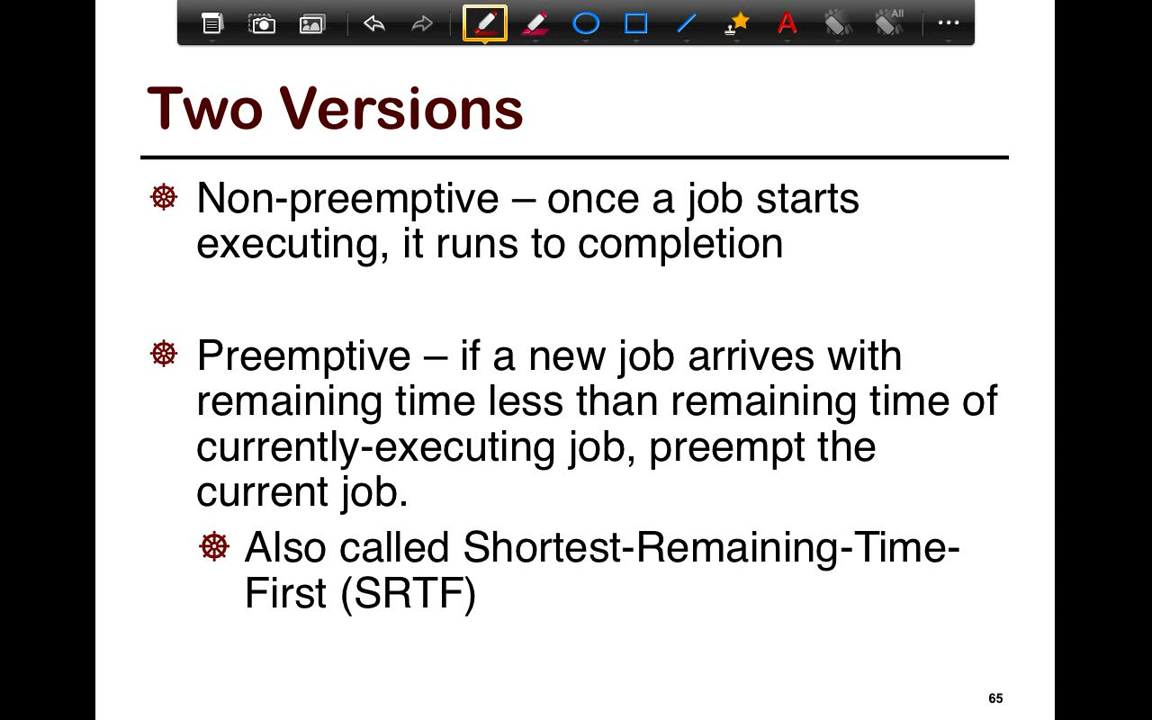 All
A
Two Versions
Non-preemptive – once a job starts
executing, it runs to completion
Preemptive – if a new job arrives with
remaining time less than remaining time of
currently-executing job, preempt the
current job.
Also called Shortest-Remaining-Time-
First (SRTF)
65